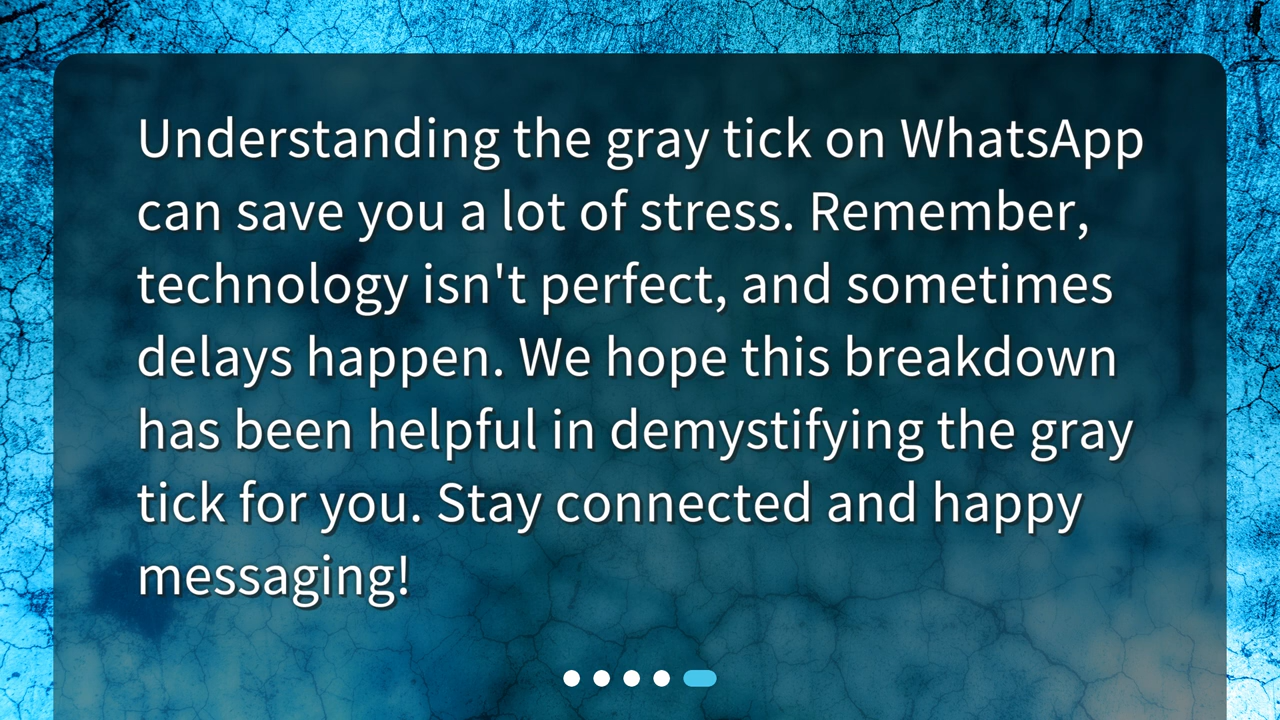 Understanding the gray tick on WhatsApp
can save you a lot of stress. Remember,
technology isn't perfect, and sometimes
delays happen. We hope this breakdown
has been helpful in demystifying the gray
tick for you. Stay connected and happy
messaging!